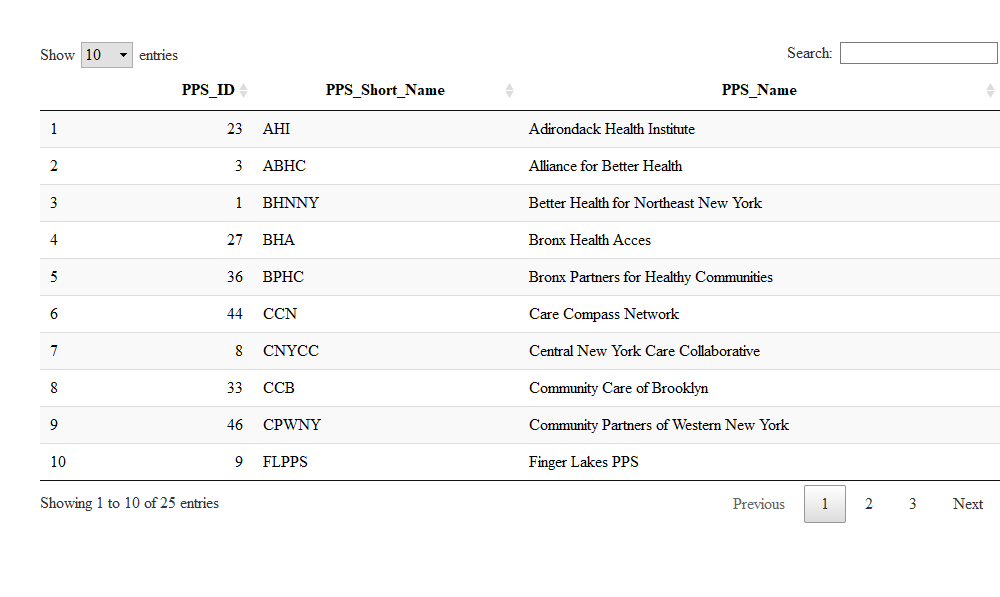 Show 10 entries Search:
PPS_ID PPS_Short_Name PPS_Name
1 23 AHI Adirondack Health Institute
2 3 ABHC Alliance for Better Health
3 1 BHNNY Better Health for Northeast New York
4 27 BHA Bronx Health Acces
5 36 BPHC Bronx Partners for Healthy Communities
6 44 CCN Care Compass Network
7 8 CNYCC Central New York Care Collaborative
8 33 CCB Community Care of Brooklyn
9 46 CPWNY Community Partners of Western New York
10 9 FLPPS Finger Lakes PPS
Showing 1 to 10 of 25 entries Previous 1 2 3 Next